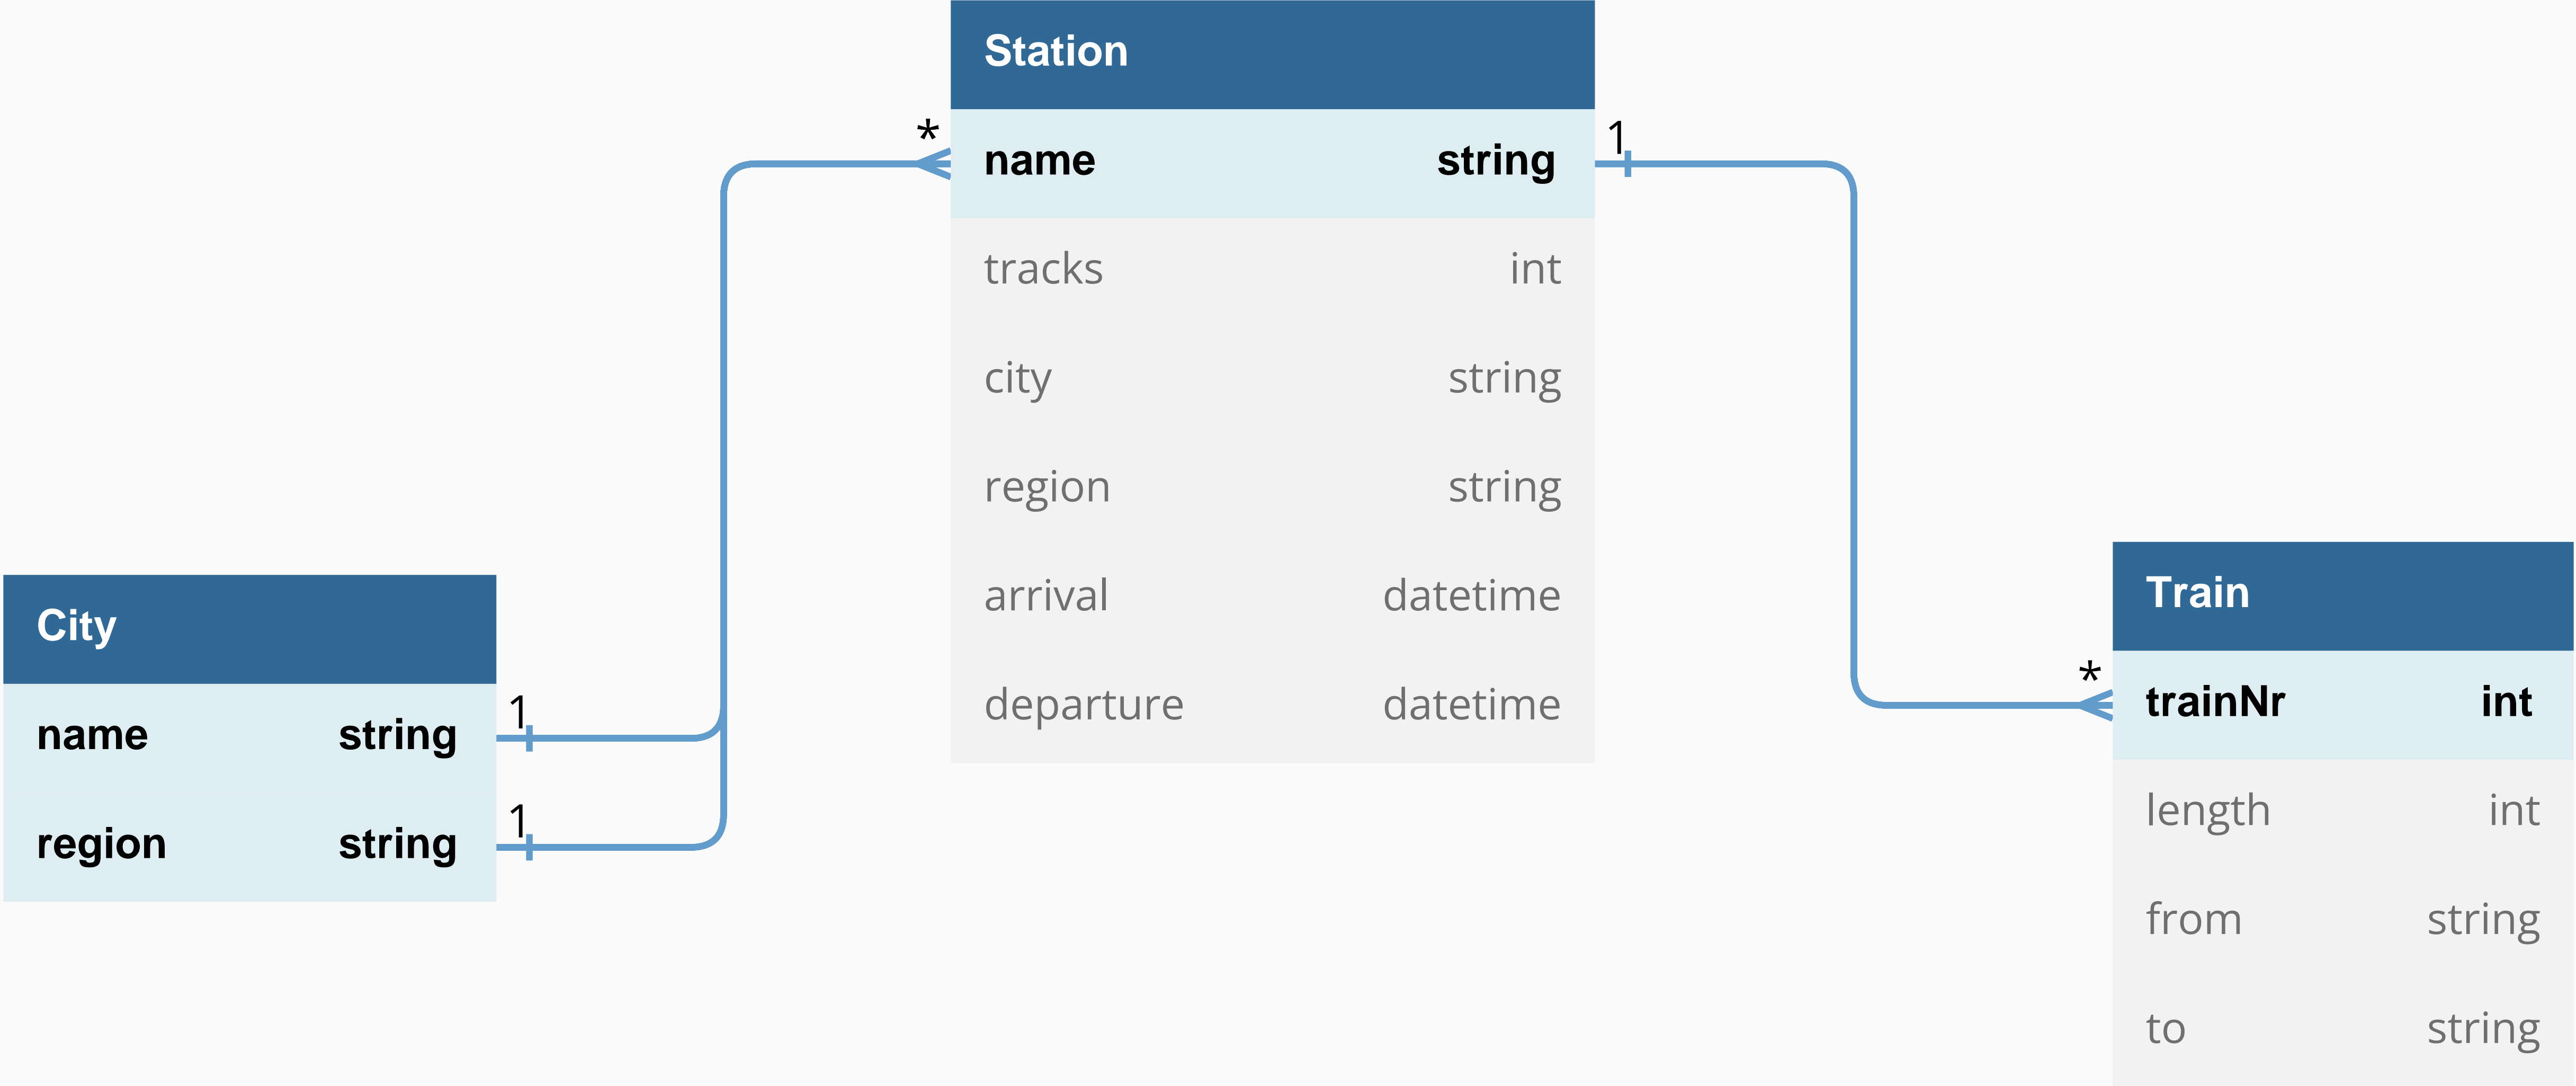 Station
* name string 1
tracks int
city string
region string
arrival datetime
departure datetime
City
name string 1
region string 1
Train
* trainNr int
length int
from string
to string